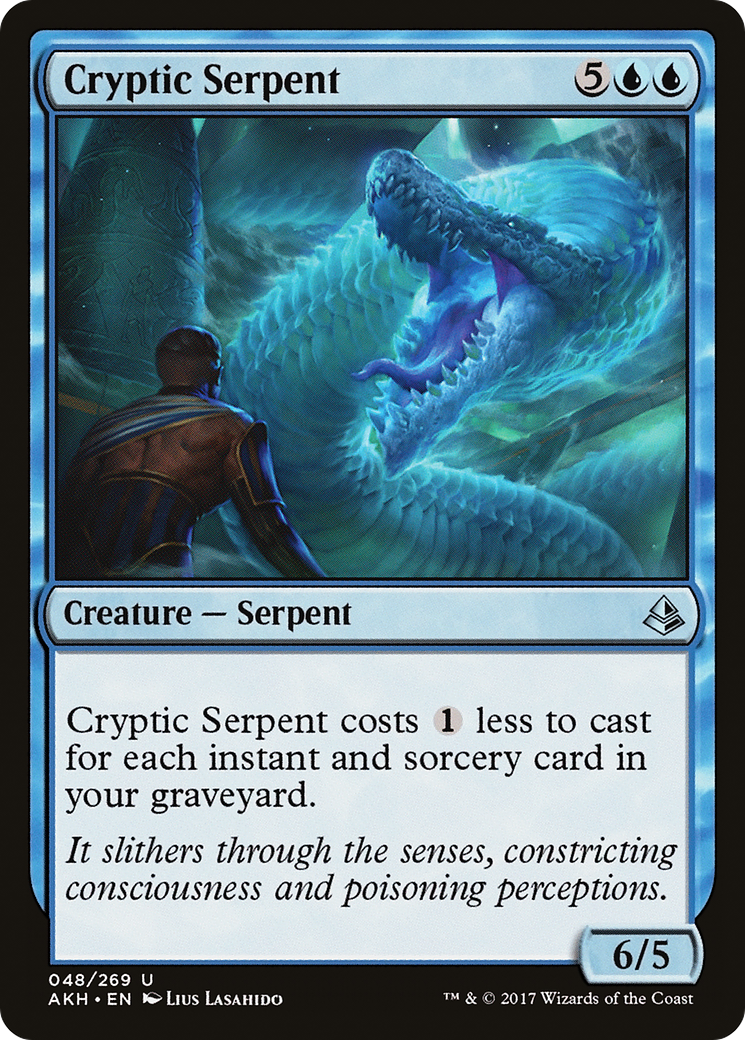 Cryptic Serpent 5
Creature — Serpent
Cryptic Serpent costs 1 less to cast
for each instant and sorcery card in
your graveyard.
It slithers through the senses, constricting
consciousness and poisoning perceptions.
6/5
048/269 U
AKH • EN Lius Lasahido ™ & © 2017 Wizards of the Coast